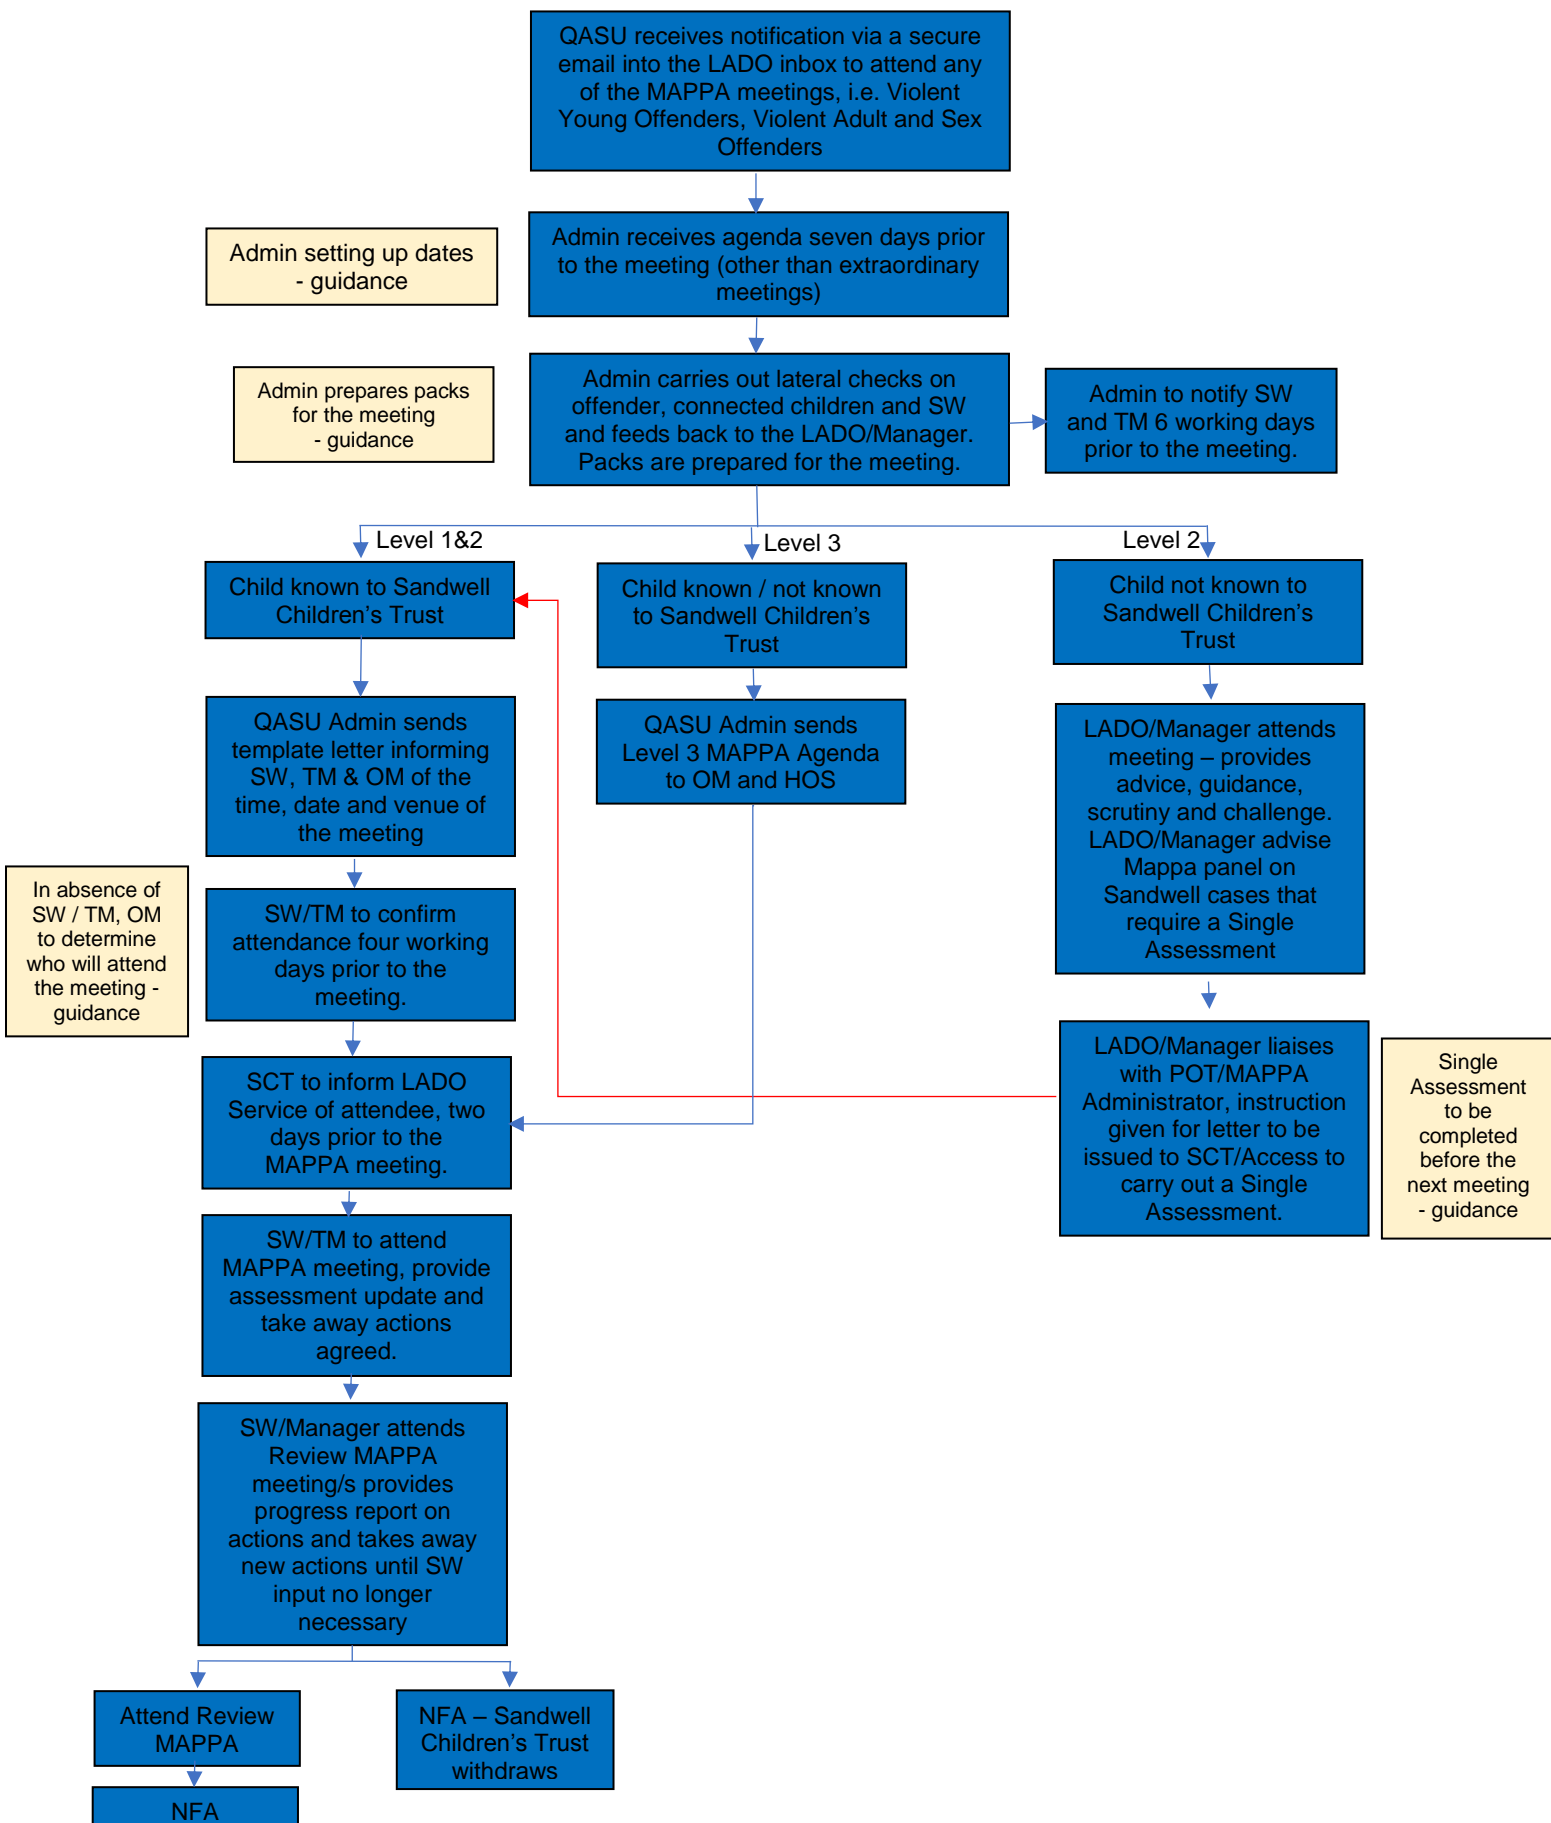 QASU receives notification via a secure
email into the LADO inbox to attend any
of the MAPPA meetings, i.e. Violent
Young Offenders, Violent Adult and Sex
Offenders
Admin setting up dates
- guidance
Admin receives agenda seven days prior
to the meeting (other than extraordinary
meetings)
Admin prepares packs
for the meeting
- guidance
Admin carries out lateral checks on
offender, connected children and SW
and feeds back to the LADO/Manager.
Packs are prepared for the meeting.
Admin to notify SW
and TM 6 working days
prior to the meeting.
Level 1&2
Level 3
Level 2
Child known to Sandwell
Children’s Trust
Child known / not known
to Sandwell Children’s
Trust
Child not known to
Sandwell Children’s
Trust
QASU Admin sends
template letter informing
SW, TM & OM of the
time, date and venue of
the meeting
QASU Admin sends
Level 3 MAPPA Agenda
to OM and HOS
LADO/Manager attends
meeting – provides
advice, guidance,
scrutiny and challenge.
LADO/Manager advise
Mappa panel on
Sandwell cases that
require a Single
Assessment
In absence of
SW / TM, OM
to determine
who will attend
the meeting -
guidance
SW/TM to confirm
attendance four working
days prior to the
meeting.
SCT to inform LADO
Service of attendee, two
days prior to the
MAPPA meeting.
LADO/Manager liaises
with POT/MAPPA
Administrator, instruction
given for letter to be
issued to SCT/Access to
carry out a Single
Assessment.
Single
Assessment
to be
completed
before the
next meeting
- guidance
SW/TM to attend
MAPPA meeting, provide
assessment update and
take away actions
agreed.
SW/Manager attends
Review MAPPA
meeting/s provides
progress report on
actions and takes away
new actions until SW
input no longer
necessary
Attend Review
MAPPA
NFA – Sandwell
Children’s Trust
withdraws
NFA